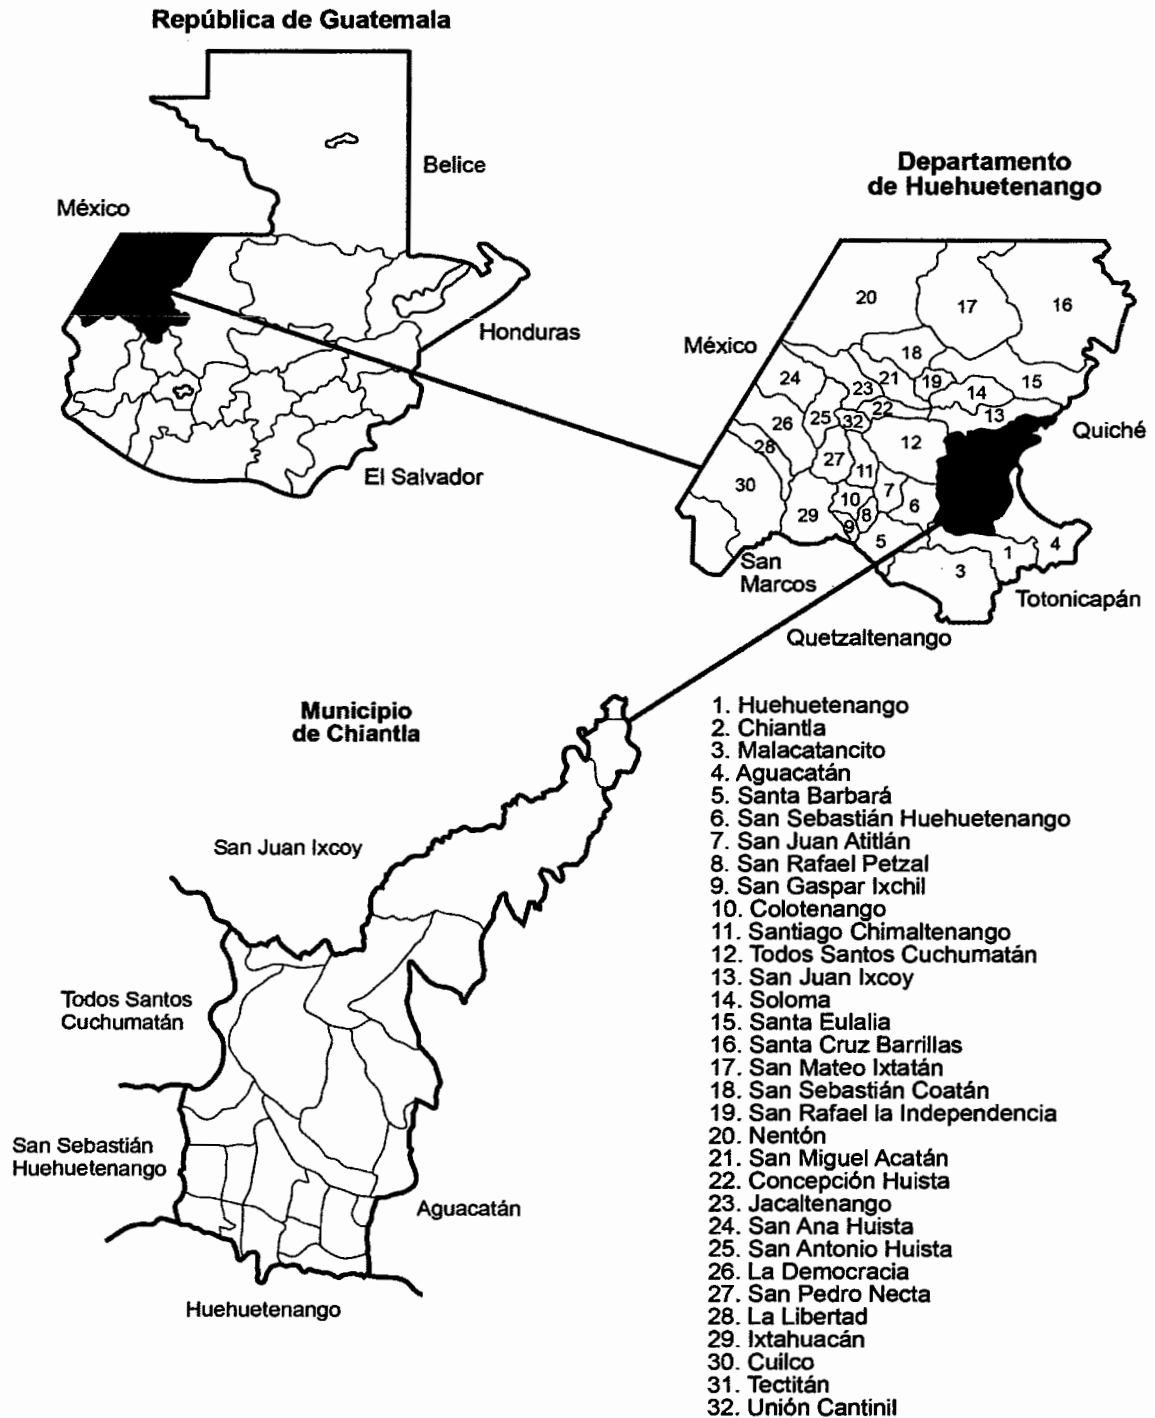 República de Guatemala
Belice
México
Honduras
El Salvador
Departamento
de Huehuetenango
México
20
17
16
18
24
23
21
19
14
15
22
13
26
25
32
12
28
27
11
30
10
7
6
29
8
9
5
3
1
4
Quiché
San
Marcos
Totonicapán
Quetzaltenango
Municipio
de Chiantla
San Juan Ixcoy
Todos Santos
Cuchumatán
San Sebastián
Huehuetenango
Aguacatán
Huehuetenango
1. Huehuetenango
2. Chiantla
3. Malacatancito
4. Aguacatán
5. Santa Barbará
6. San Sebastián Huehuetenango
7. San Juan Atitlán
8. San Rafael Petzal
9. San Gaspar Ixchil
10. Colotenango
11. Santiago Chimaltenango
12. Todos Santos Cuchumatán
13. San Juan Ixcoy
14. Soloma
15. Santa Eulalia
16. Santa Cruz Barrillas
17. San Mateo Ixtatán
18. San Sebastián Coatán
19. San Rafael la Independencia
20. Nentón
21. San Miguel Acatán
22. Concepción Huista
23. Jacaltenango
24. San Ana Huista
25. San Antonio Huista
26. La Democracia
27. San Pedro Necta
28. La Libertad
29. Ixtahuacán
30. Cuilco
31. Tectitán
32. Unión Cantinil